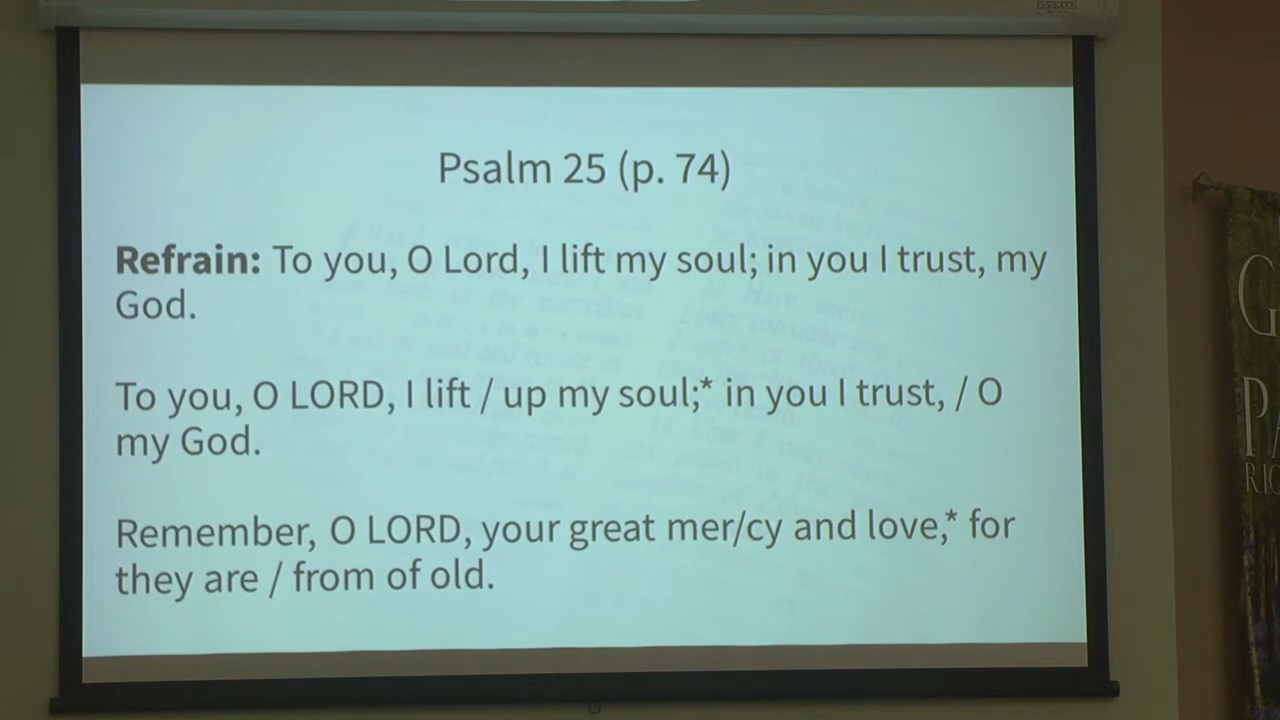 Psalm 25 (p. 74)
Refrain: To you, O Lord, I lift my soul; in you I trust, my
God.
To you, O LORD, I lift / up my soul;* in you I trust, / O
my God.
Remember, O LORD, your great mer/cy and love,* for
they are / from of old.
G
PA
RIC